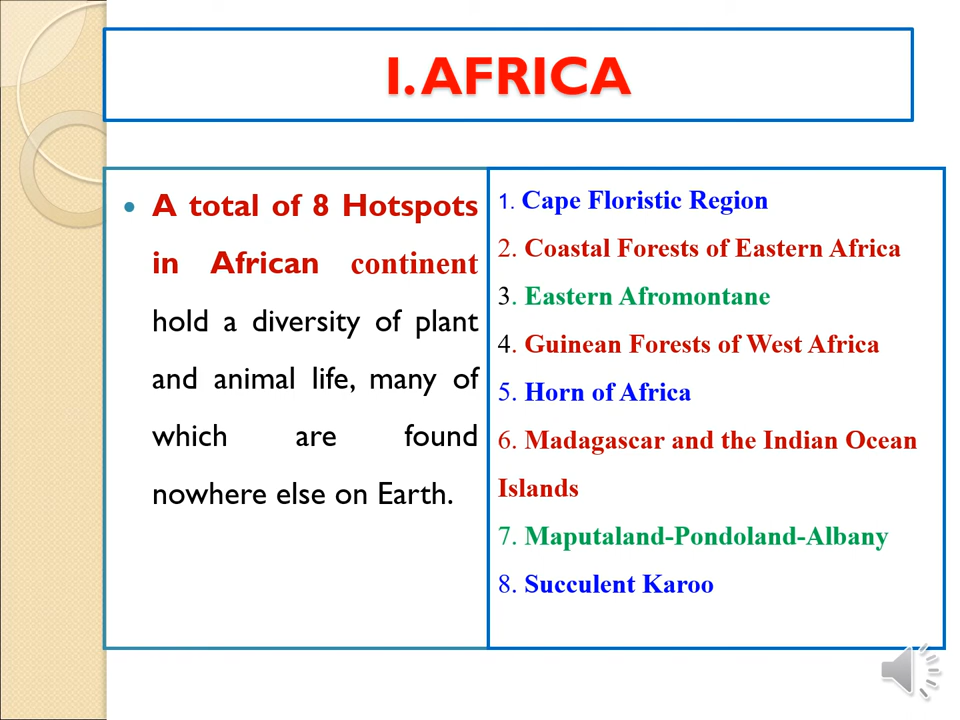 I. AFRICA
• A total of 8 Hotspots
in African continent
hold a diversity of plant
and animal life, many of
which are found
nowhere else on Earth.
1. Cape Floristic Region
2. Coastal Forests of Eastern Africa
3. Eastern Afromontane
4. Guinean Forests of West Africa
5. Horn of Africa
6. Madagascar and the Indian Ocean
Islands
7. Maputaland-Pondoland-Albany
8. Succulent Karoo